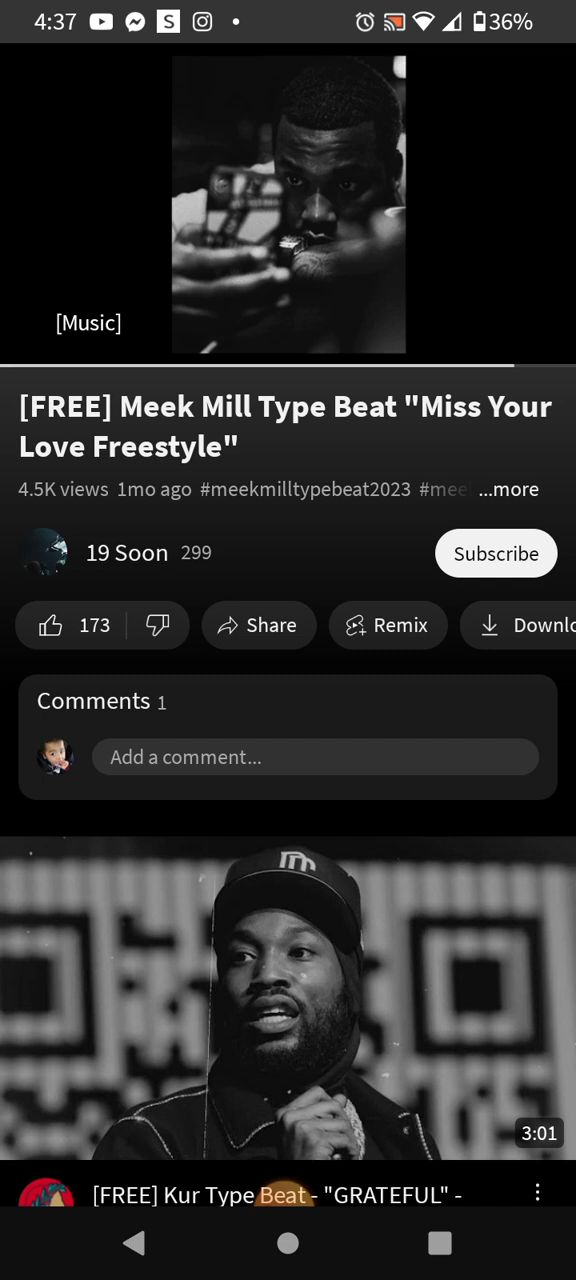 4:37 S 36%
[Music]
[FREE] Meek Mill Type Beat "Miss Your
Love Freestyle"
4.5K views 1mo ago #meekmilltypebeat2023 #mee ...more
19 Soon 299
Subscribe
173 Share Remix Downlo
Comments 1
Add a comment...
3:01
[FREE] Kur Type Beat - "GRATEFUL" -